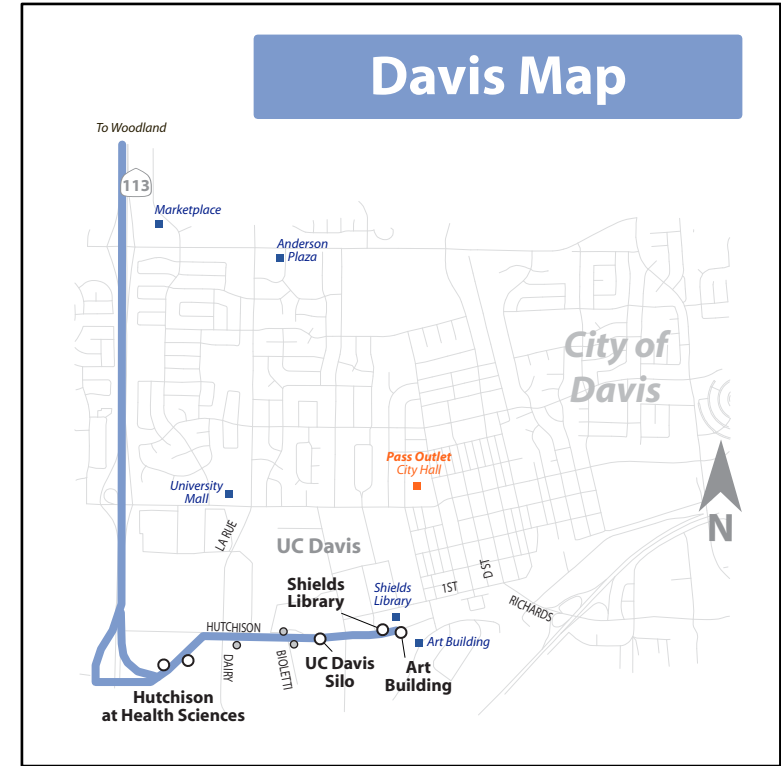 Davis Map
To Woodland
113
Marketplace
Anderson
Plaza
City of
Davis
Pass Outlet
City Hall
University
Mall
N
LA RUE
UC Davis
D ST
Shields
Library
Shields
Library
1ST
RICHARDS
HUTCHISON
Art Building
DAIRY
BIOLETTI
UC Davis
Silo
Art
Building
Hutchison
at Health Sciences